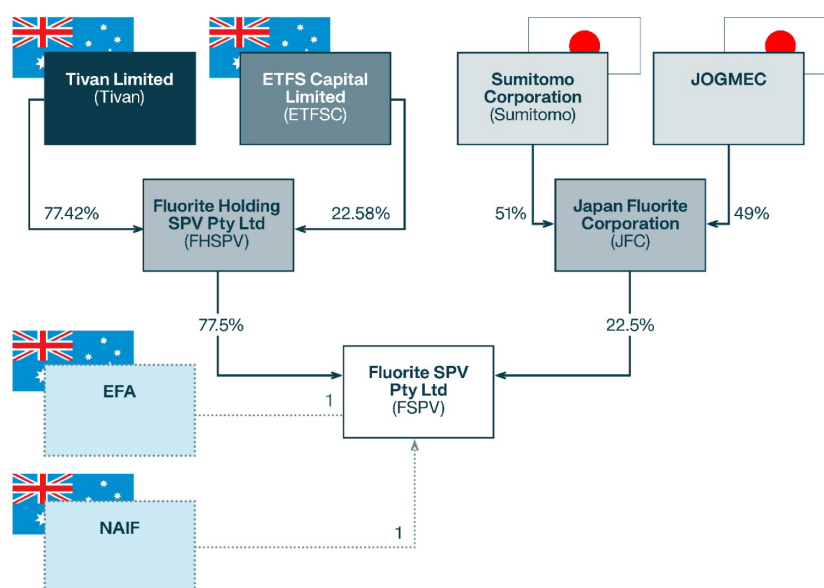 Tivan Limited
(Tivan)
ETFS Capital
Limited
(ETFSC)
Sumitomo
Corporation
(Sumitomo)
JOGMEC
77.42%
Fluorite Holding
SPV Pty Ltd
(FHSPV)
22.58%
51%
Japan Fluorite
Corporation
(JFC)
49%
77.5%
22.5%
Fluorite SPV
Pty Ltd
(FSPV)
EFA
1
NAIF
1